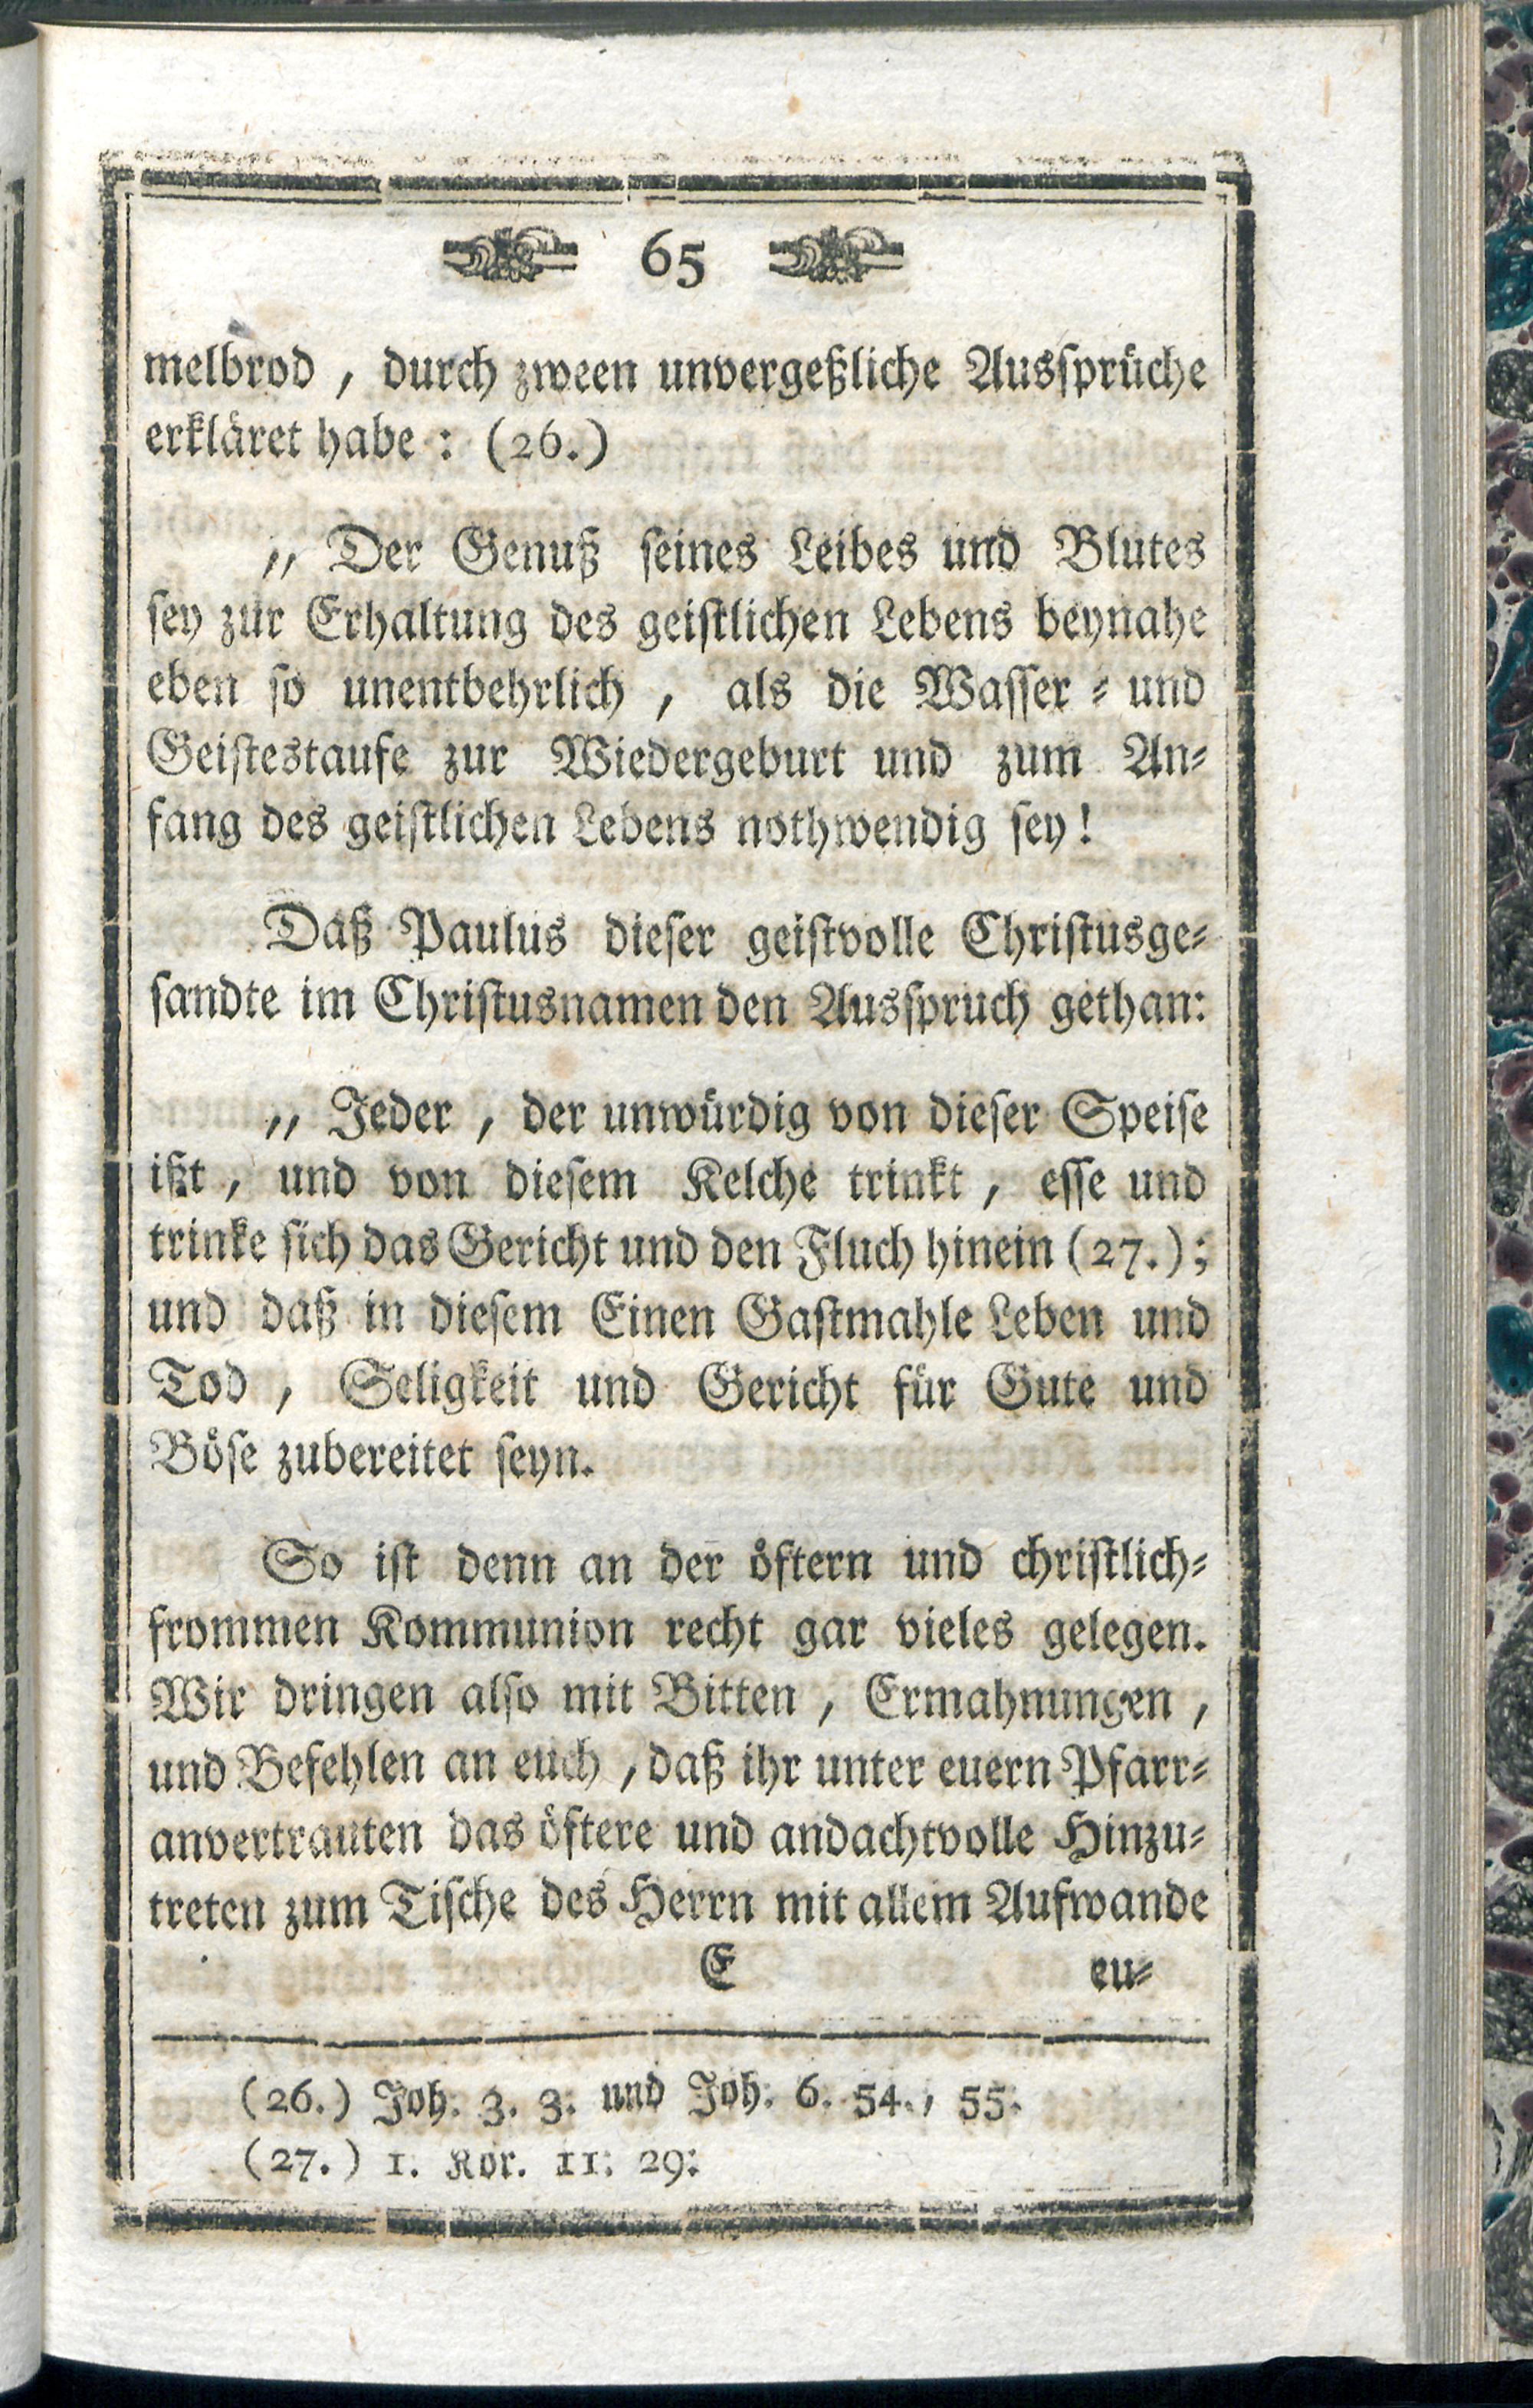 65
melbrod, durch zween unvergeßliche Aussprüche
erkläret habe: (26.)
„ Der Genuß seines Leibes und Blutes
sey zur Erhaltung des geistlichen Lebens beynahe
eben so unentbehrlich, als die Wasser- und
Geistestaufe zur Wiedergeburt und zum An-
fang des geistlichen Lebens nothwendig sey!
Daß Paulus dieser geistvolle Christusge-
sandte im Christusnamen den Ausspruch gethan:
„ Jeder, der unwürdig von dieser Speise
ißt, und von diesem Kelche trinkt, esse und
trinke sich das Gericht und den Fluch hinein (27.);
und daß in diesem Einen Gastmahle Leben und
Tod, Seligkeit und Gericht für Gute und
Böse zubereitet seyn.
So ist denn an der öftern und christlich-
frommen Kommunion recht gar vieles gelegen.
Wir dringen also mit Bitten, Ermahnungen,
und Befehlen an euch, daß ihr unter euern Pfarr-
anvertrauten das öftere und andachtvolle Hinzu-
treten zum Tische des Herrn mit allem Aufwande
E eu-
(26.) Joh. 3. 3. und Joh. 6. 54., 55.
(27.) 1. Kor. 11. 29.